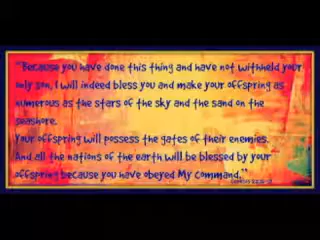 "Because you have done this thing and have not withheld your
only son, I will indeed bless you and make your offspring as
numerous as the stars of the sky and the sand on the
seashore.
Your offspring will possess the gates of their enemies.
And all the nations of the earth will be blessed by your
offspring because you have obeyed My command."